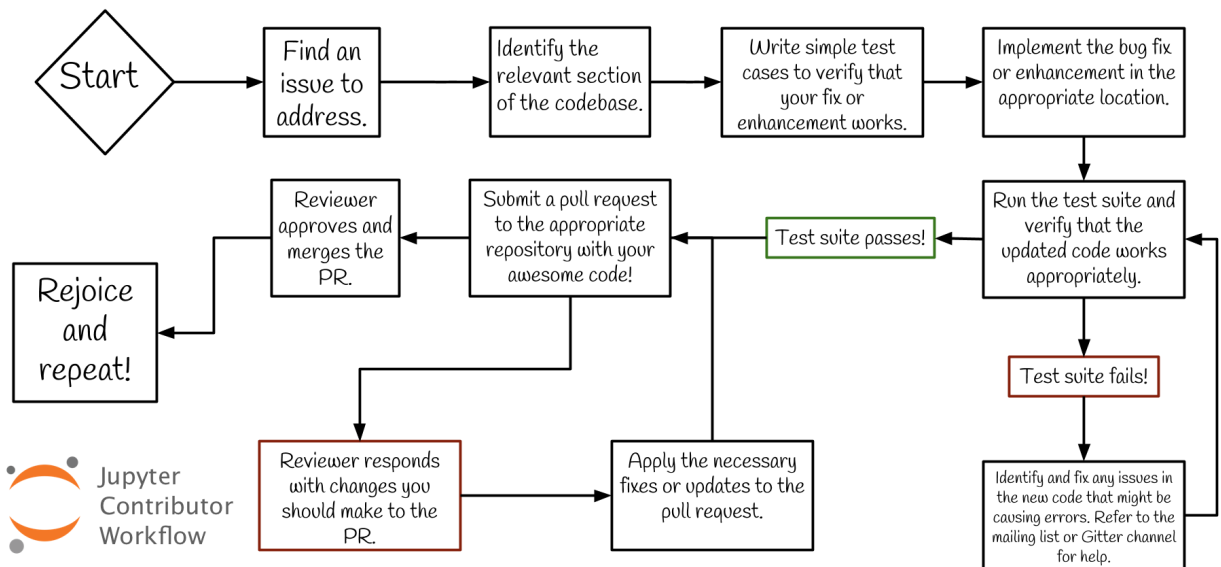 Start
Find an
issue to
address.
Identify the
relevant section
of the codebase.
Write simple test
cases to verify that
your fix or
enhancement works.
Implement the bug fix
or enhancement in the
appropriate location.
Run the test suite and
verify that the
updated code works
appropriately.
Test suite passes!
Submit a pull request
to the appropriate
repository with your
awesome code!
Reviewer
approves and
merges the
PR.
Rejoice
and
repeat!
Test suite fails!
Identify and fix any issues in
the new code that might be
causing errors. Refer to the
mailing list or Gitter channel
for help.
Reviewer responds
with changes you
should make to the
PR.
Apply the necessary
fixes or updates to the
pull request.
Jupyter
Contributor
Workflow